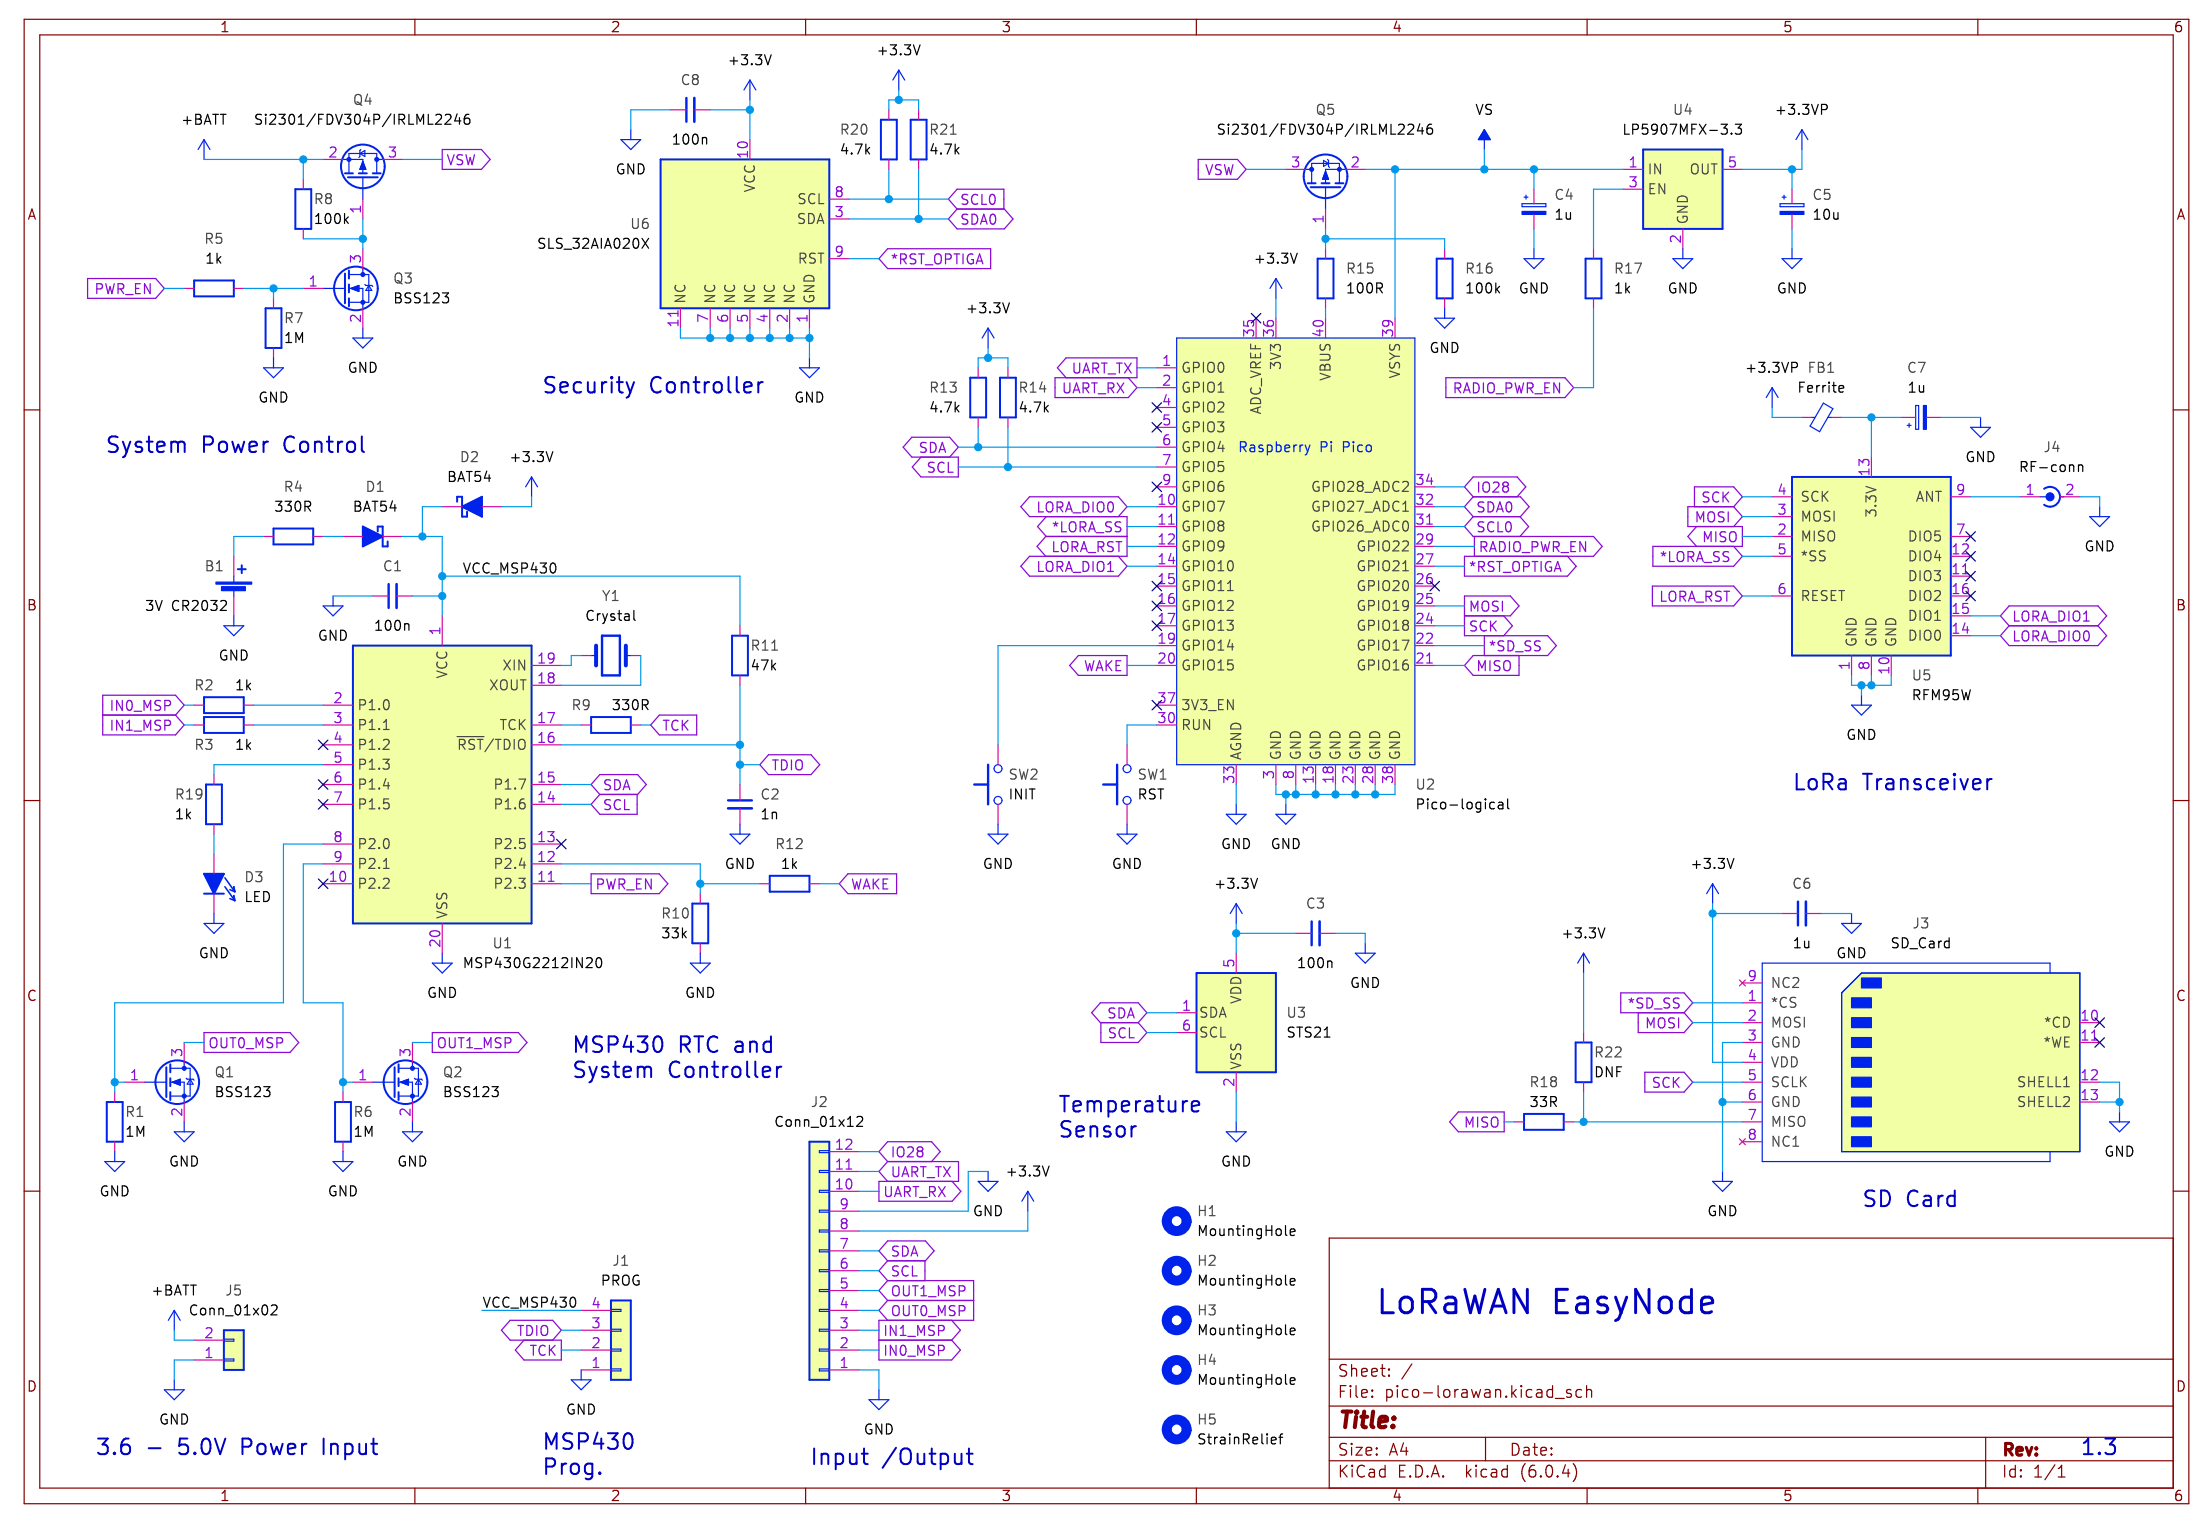 1 2 3 4 5 6
A
B
C
D
+BATT
Q4
Si2301/FDV304P/IRLML2246
2 3
VSW
R8
100k
1
R5
1k
PWR_EN
1
3
2
Q3
BSS123
R7
1M
GND
GND
System Power Control
+3.3V
C8
100n
GND
+3.3V
R20
4.7k
R21
4.7k
10
VCC
U6
SLS_32AIA020X
SCL 8 SCL0
SDA 3 SDA0
RST 9 *RST_OPTIGA
NC NC NC NC NC NC GND
11 7 6 5 4 2 1
GND
Security Controller
Q5
Si2301/FDV304P/IRLML2246
VSW
3 2
1
VS
U4
LP5907MFX-3.3
1 IN OUT 5
3 EN
GND
2
GND
+3.3VP
C4
1u
GND
C5
10u
GND
R15
100R
R16
100k
GND
R17
1k
RADIO_PWR_EN
+3.3V
+3.3V
R13
4.7k
R14
4.7k
35 36 40 39
ADC_VREF 3V3 VBUS VSYS
Raspberry Pi Pico
UART_TX 1 GPIO0
UART_RX 2 GPIO1
4 GPIO2
5 GPIO3
SDA 6 GPIO4
SCL 7 GPIO5
9 GPIO6
LORA_DIO0 10 GPIO7
*LORA_SS 11 GPIO8
LORA_RST 12 GPIO9
LORA_DIO1 14 GPIO10
15 GPIO11
16 GPIO12
17 GPIO13
19 GPIO14
WAKE 20 GPIO15
37 3V3_EN
30 RUN
GPIO28_ADC2 34 IO28
GPIO27_ADC1 32 SDA0
GPIO26_ADC0 31 SCL0
GPIO22 29 RADIO_PWR_EN
GPIO21 27 *RST_OPTIGA
GPIO20 26
GPIO19 25 MOSI
GPIO18 24 SCK
GPIO17 22 *SD_SS
GPIO16 21 MISO
AGND GND GND GND GND GND GND GND
33 3 8 13 18 23 28 38
U2
Pico-logical
GND GND
SW2
INIT
GND
SW1
RST
GND
+3.3VP
FB1
Ferrite
C7
1u
GND
J4
RF-conn
1 2
GND
13
3.3V
SCK 4 SCK
MOSI 3 MOSI
MISO 2 MISO
*LORA_SS 5 *SS
LORA_RST 6 RESET
ANT 9
DIO5 7
DIO4 12
DIO3 11
DIO2 16
DIO1 15 LORA_DIO1
DIO0 14 LORA_DIO0
GND GND GND
1 8 10
U5
RFM95W
GND
LoRa Transceiver
D2
BAT54
+3.3V
R4
330R
D1
BAT54
B1
3V CR2032
GND
C1
100n
GND
VCC_MSP430
1
VCC
Y1
Crystal
R11
47k
IN0_MSP R2 1k 2 P1.0
IN1_MSP R3 1k 3 P1.1
4 P1.2
5 P1.3
6 P1.4
7 P1.5
8 P2.0
9 P2.1
10 P2.2
XIN 19
XOUT 18
TCK 17 R9 330R TCK
RST/TDIO 16
TDIO
P1.7 15 SDA
P1.6 14 SCL
P2.5 13
P2.4 12
P2.3 11 PWR_EN
VSS
20
GND
U1
MSP430G2212IN20
C2
1n
GND
R12
1k
WAKE
R10
33k
GND
R19
1k
D3
LED
GND
OUT0_MSP
1
3
2
Q1
BSS123
R1
1M
GND
GND
OUT1_MSP
1
3
2
Q2
BSS123
R6
1M
GND
GND
MSP430 RTC and
System Controller
+3.3V
C3
100n
GND
5
VDD
SDA 1 SDA
SCL 6 SCL
VSS
2
U3
STS21
GND
Temperature
Sensor
+3.3V
C6
1u
GND
J3
SD_Card
+3.3V
R22
DNF
R18
33R
9 NC2
*SD_SS 1 *CS
MOSI 2 MOSI
3 GND
4 VDD
SCK 5 SCLK
6 GND
MISO 7 MISO
8 NC1
*CD 10
*WE 11
SHELL1 12
SHELL2 13
GND
GND
SD Card
J2
Conn_01x12
12 IO28
11 UART_TX
10 UART_RX
9 GND
8 +3.3V
7 SDA
6 SCL
5 OUT1_MSP
4 OUT0_MSP
3 IN1_MSP
2 IN0_MSP
1
GND
Input /Output
+BATT
J5
Conn_01x02
2
1
GND
3.6 - 5.0V Power Input
J1
PROG
VCC_MSP430 4
TDIO 3
TCK 2
1
GND
MSP430
Prog.
H1
MountingHole
H2
MountingHole
H3
MountingHole
H4
MountingHole
H5
StrainRelief
LoRaWAN EasyNode
Sheet: /
File: pico-lorawan.kicad_sch
Title:
Size: A4 Date: Rev: 1.3
KiCad E.D.A. kicad (6.0.4) Id: 1/1
A
B
C
D
1 2 3 4 5 6